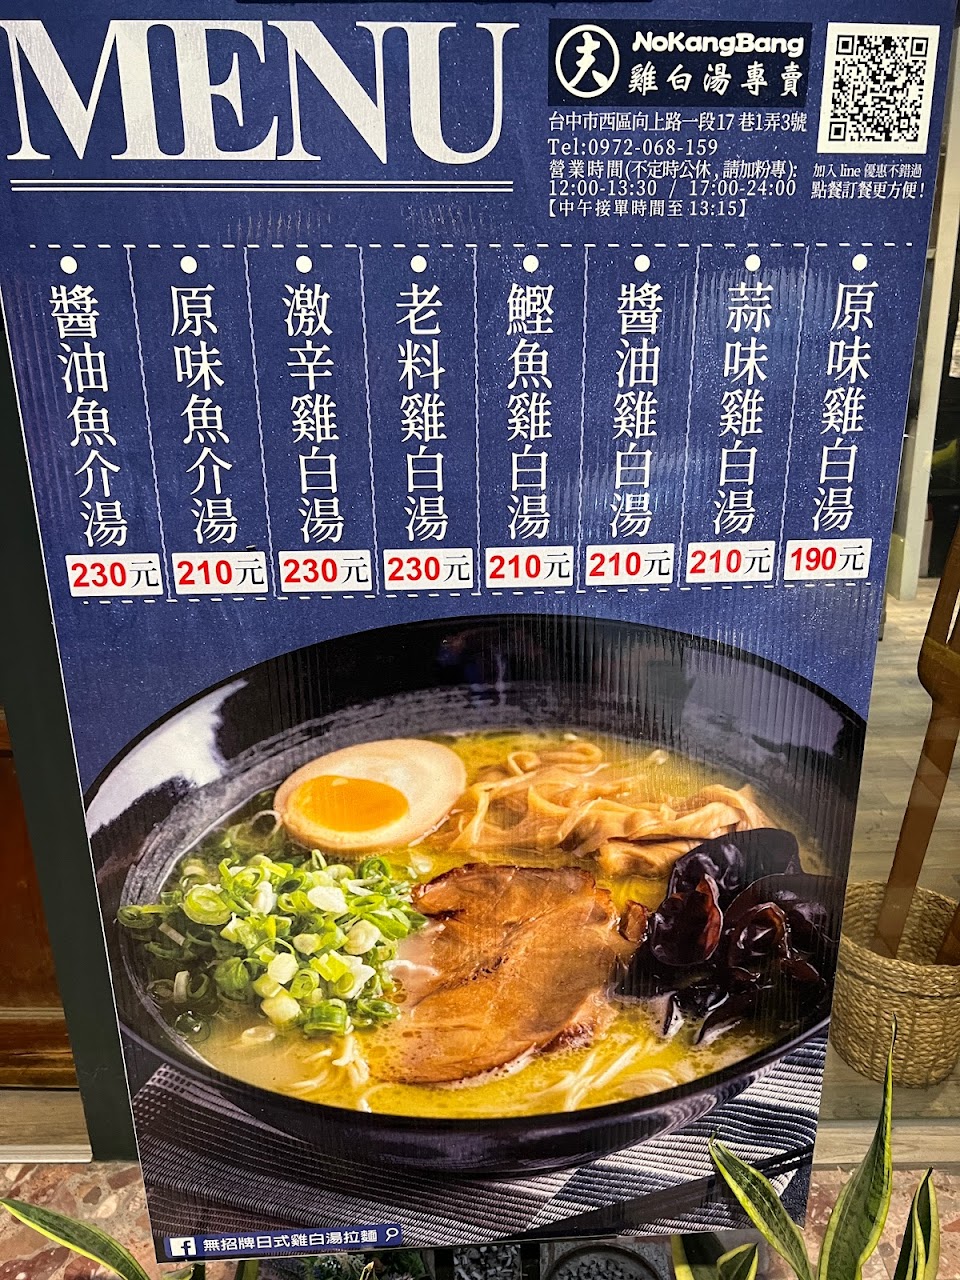 MENU
夫
NoKangBang
雞白湯專賣
台中市西區向上路一段17巷1弄3號
Tel:0972-068-159
營業時間(不定時公休,請加粉專):
12:00-13:30 / 17:00-24:00
【中午接單時間至 13:15】
加入 line 優惠不錯過
點餐訂餐更方便!
原味雞白湯
190元
蒜味雞白湯
210元
醬油雞白湯
210元
鰹魚雞白湯
210元
老料雞白湯
230元
激辛雞白湯
230元
原味魚介湯
210元
醬油魚介湯
230元
f 無招牌日式雞白湯拉麵